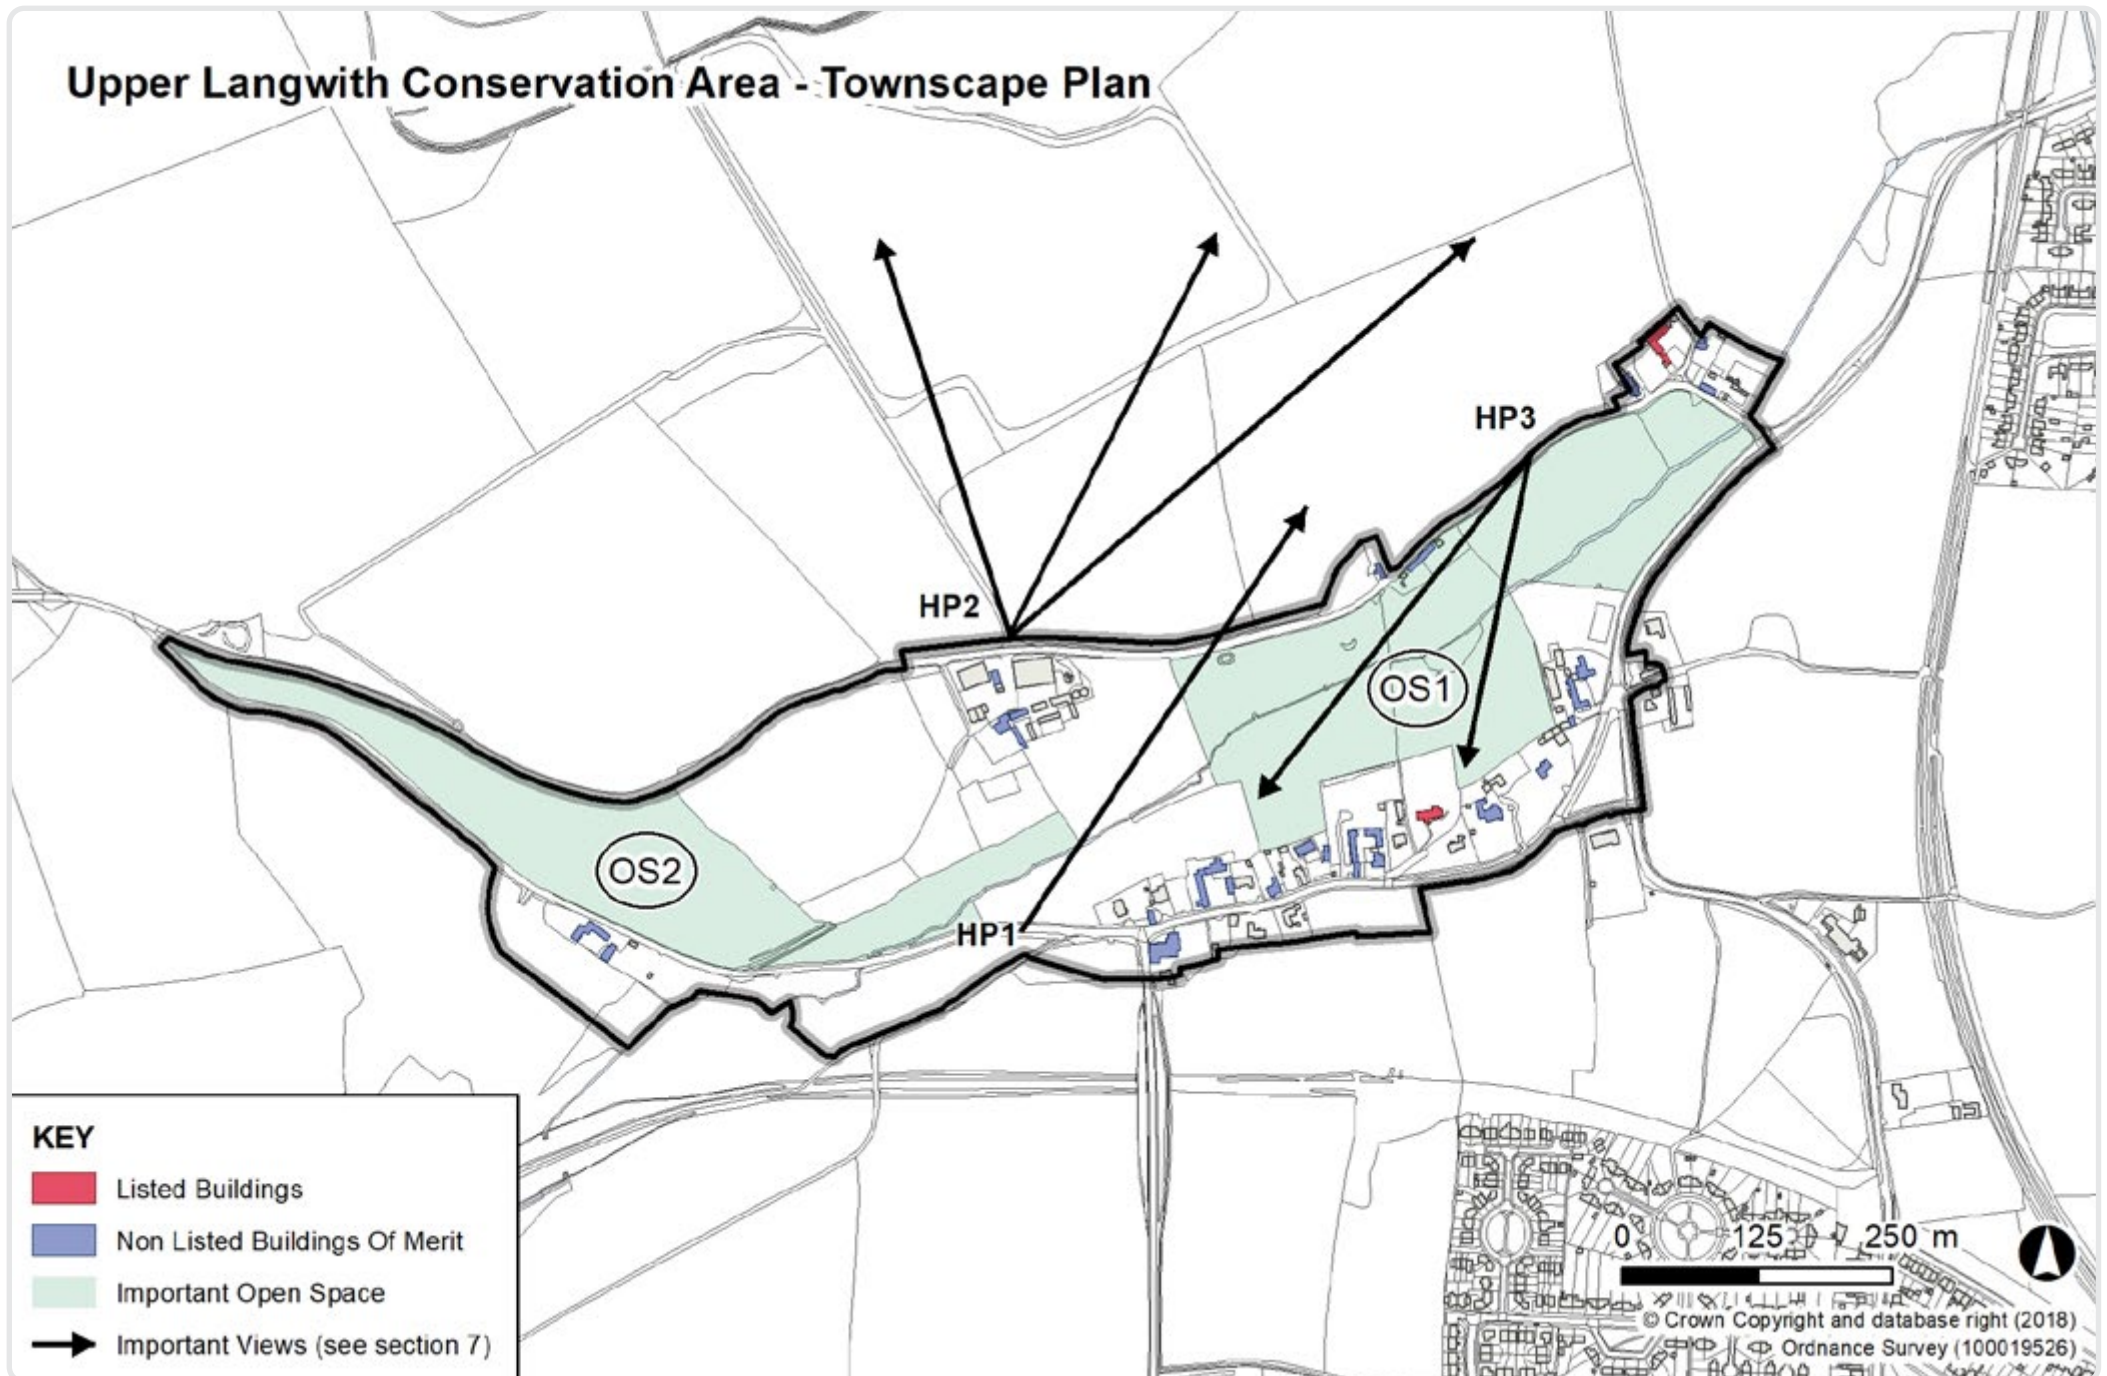 Upper Langwith Conservation Area - Townscape Plan
HP3
HP2
OS1
OS2
HP1
KEY
Listed Buildings
Non Listed Buildings Of Merit
Important Open Space
Important Views (see section 7)
0 125 250 m
© Crown Copyright and database right (2018)
Ordnance Survey (100019526)